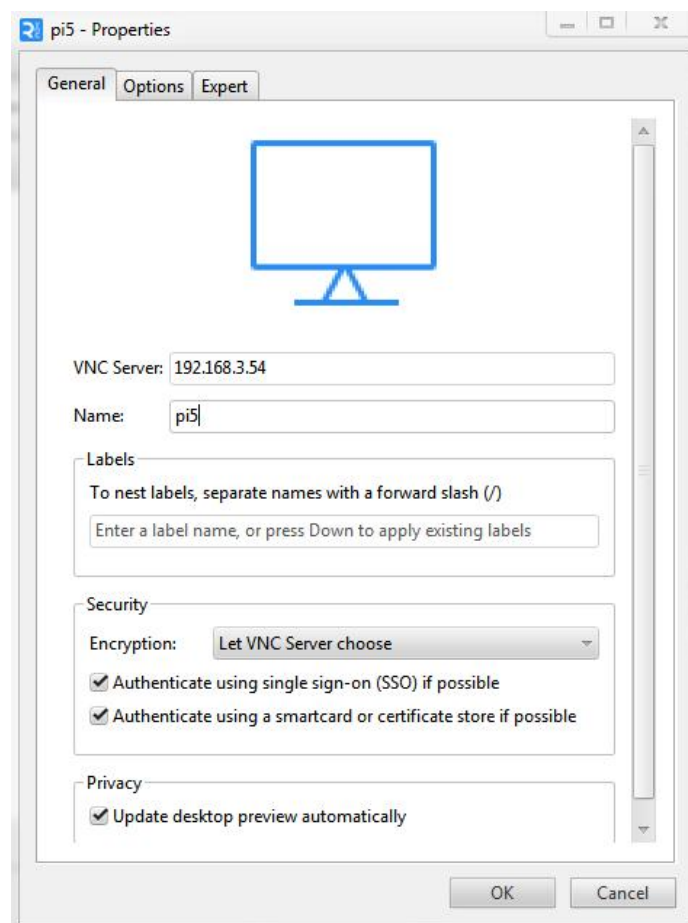 pi5 - Properties
General Options Expert
VNC Server: 192.168.3.54
Name: pi5
Labels
To nest labels, separate names with a forward slash (/)
Enter a label name, or press Down to apply existing labels
Security
Encryption: Let VNC Server choose
Authenticate using single sign-on (SSO) if possible
Authenticate using a smartcard or certificate store if possible
Privacy
Update desktop preview automatically
OK Cancel